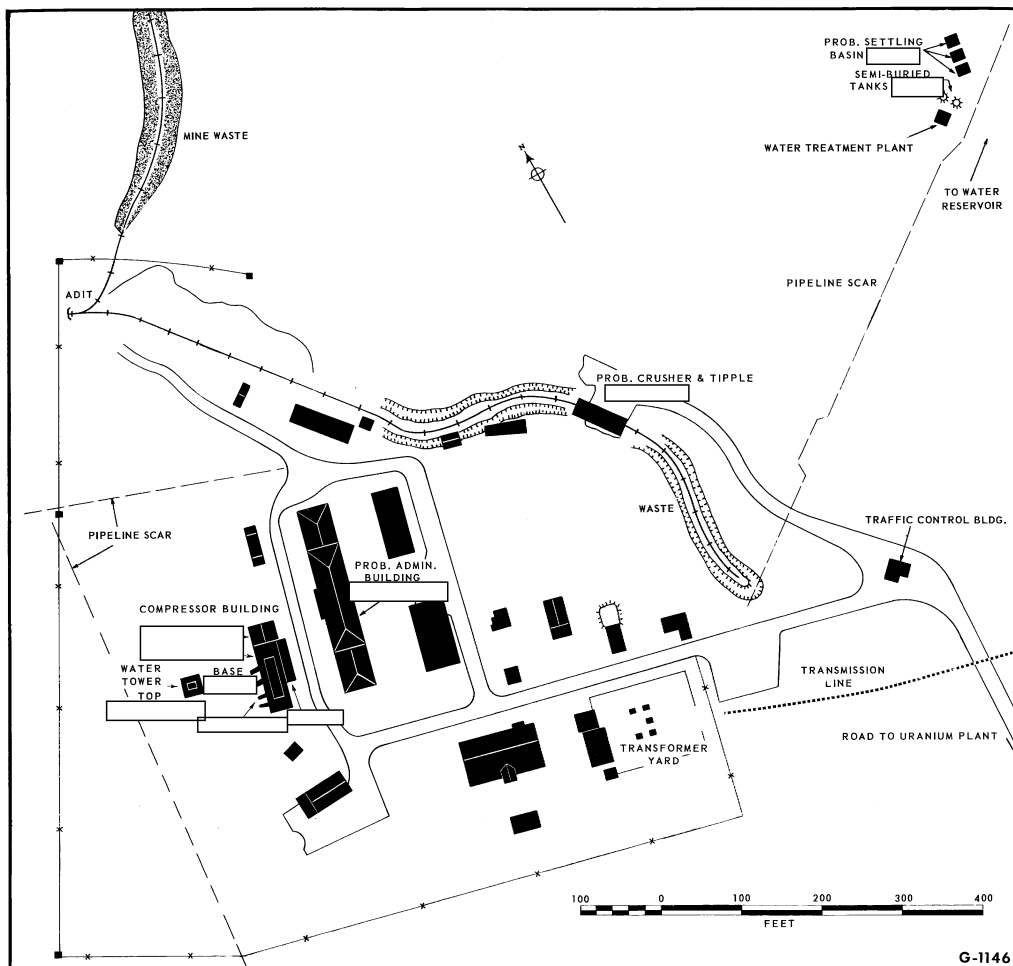 PROB. SETTLING
BASIN
SEMI-BURIED
TANKS
MINE WASTE
WATER TREATMENT PLANT
N
TO WATER
RESERVOIR
PIPELINE SCAR
ADIT
PROB. CRUSHER & TIPPLE
WASTE
TRAFFIC CONTROL BLDG.
PIPELINE SCAR
PROB. ADMIN.
BUILDING
COMPRESSOR BUILDING
WATER
TOWER
BASE
TOP
TRANSMISSION
LINE
ROAD TO URANIUM PLANT
TRANSFORMER
YARD
100 0 100 200 300 400
FEET
G-1146